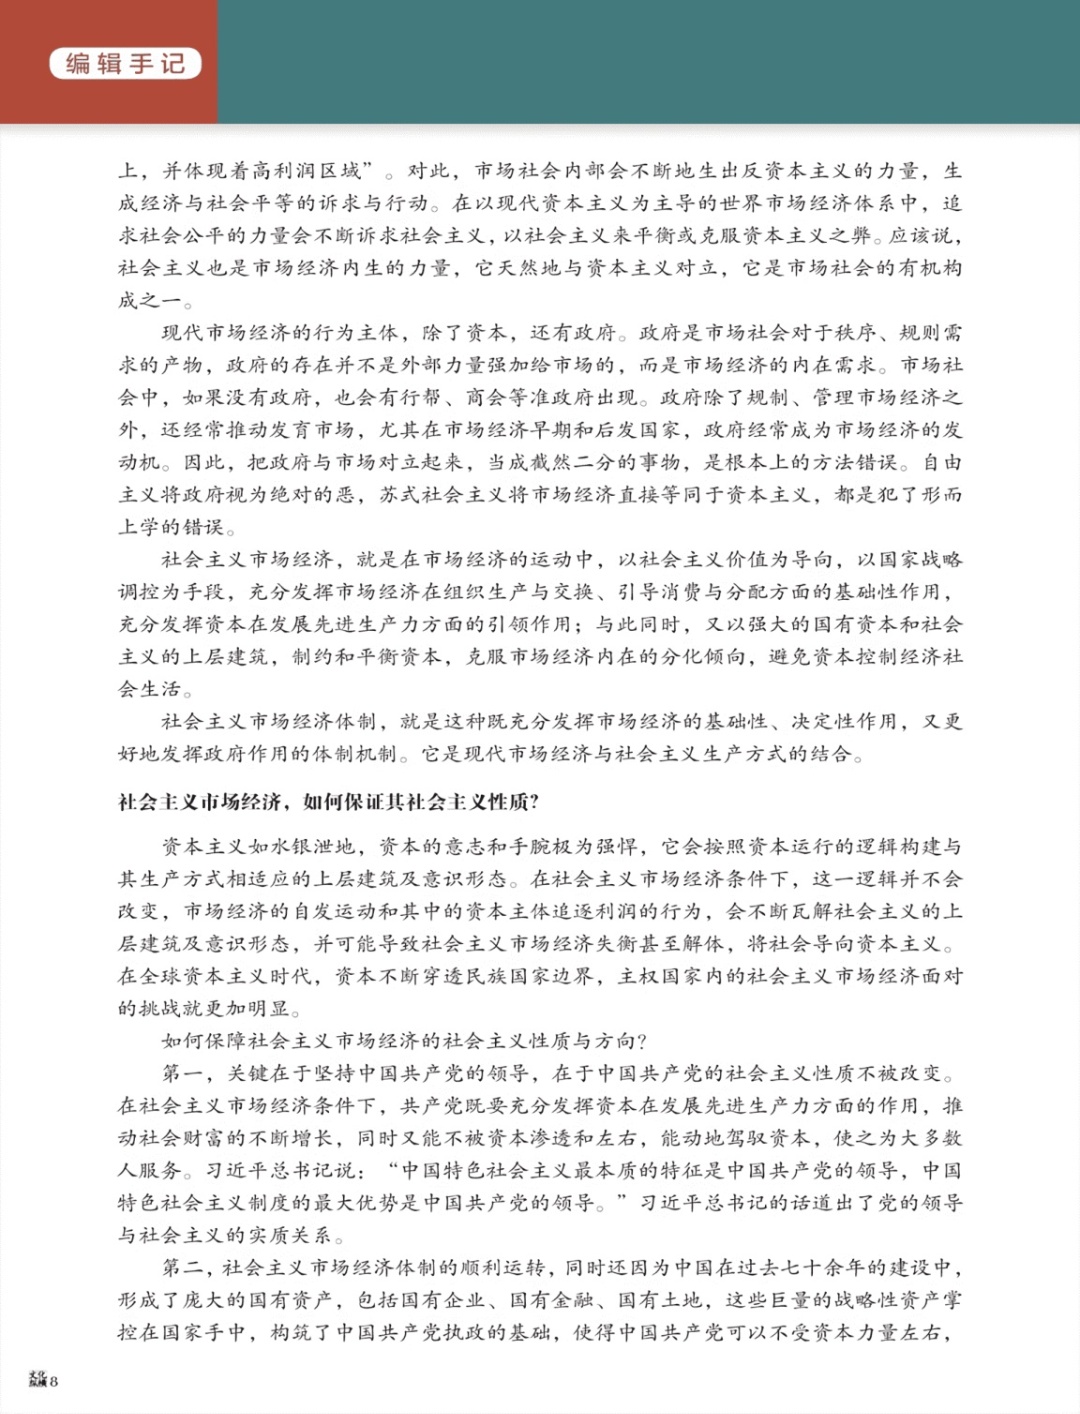 编辑手记
上，并体现着高利润区域”。对此，市场社会内部会不断地生出反资本主义的力量，生
成经济与社会平等的诉求与行动。在以现代资本主义为主导的世界市场经济体系中，追
求社会公平的力量会不断诉求社会主义，以社会主义来平衡或克服资本主义之弊。应该说，
社会主义也是市场经济内生的力量，它天然地与资本主义对立，它是市场社会的有机构
成之一。
现代市场经济的行为主体，除了资本，还有政府。政府是市场社会对于秩序、规则需
求的产物，政府的存在并不是外部力量强加给市场的，而是市场经济的内在需求。市场社
会中，如果没有政府，也会有行帮、商会等准政府出现。政府除了规制、管理市场经济之
外，还经常推动发育市场，尤其在市场经济早期和后发国家，政府经常成为市场经济的发
动机。因此，把政府与市场对立起来，当成截然二分的事物，是根本上的方法错误。自由
主义将政府视为绝对的恶，苏式社会主义将市场经济直接等同于资本主义，都是犯了形而
上学的错误。
社会主义市场经济，就是在市场经济的运动中，以社会主义价值为导向，以国家战略
调控为手段，充分发挥市场经济在组织生产与交换、引导消费与分配方面的基础性作用，
充分发挥资本在发展先进生产力方面的引领作用；与此同时，又以强大的国有资本和社会
主义的上层建筑，制约和平衡资本，克服市场经济内在的分化倾向，避免资本控制经济社
会生活。
社会主义市场经济体制，就是这种既充分发挥市场经济的基础性、决定性作用，又更
好地发挥政府作用的体制机制。它是现代市场经济与社会主义生产方式的结合。
社会主义市场经济，如何保证其社会主义性质？
资本主义如水银泄地，资本的意志和手腕极为强悍，它会按照资本运行的逻辑构建与
其生产方式相适应的上层建筑及意识形态。在社会主义市场经济条件下，这一逻辑并不会
改变，市场经济的自发运动和其中的资本主体追逐利润的行为，会不断瓦解社会主义的上
层建筑及意识形态，并可能导致社会主义市场经济失衡甚至解体，将社会导向资本主义。
在全球资本主义时代，资本不断穿透民族国家边界，主权国家内的社会主义市场经济面对
的挑战就更加明显。
如何保障社会主义市场经济的社会主义性质与方向？
第一，关键在于坚持中国共产党的领导，在于中国共产党的社会主义性质不被改变。
在社会主义市场经济条件下，共产党既要充分发挥资本在发展先进生产力方面的作用，推
动社会财富的不断增长，同时又能不被资本渗透和左右，能动地驾驭资本，使之为大多数
人服务。习近平总书记说：“中国特色社会主义最本质的特征是中国共产党的领导，中国
特色社会主义制度的最大优势是中国共产党的领导。”习近平总书记的话道出了党的领导
与社会主义的实质关系。
第二，社会主义市场经济体制的顺利运转，同时还因为中国在过去七十余年的建设中，
形成了庞大的国有资产，包括国有企业、国有金融、国有土地，这些巨量的战略性资产掌
控在国家手中，构筑了中国共产党执政的基础，使得中国共产党可以不受资本力量左右，
文化纵横 8